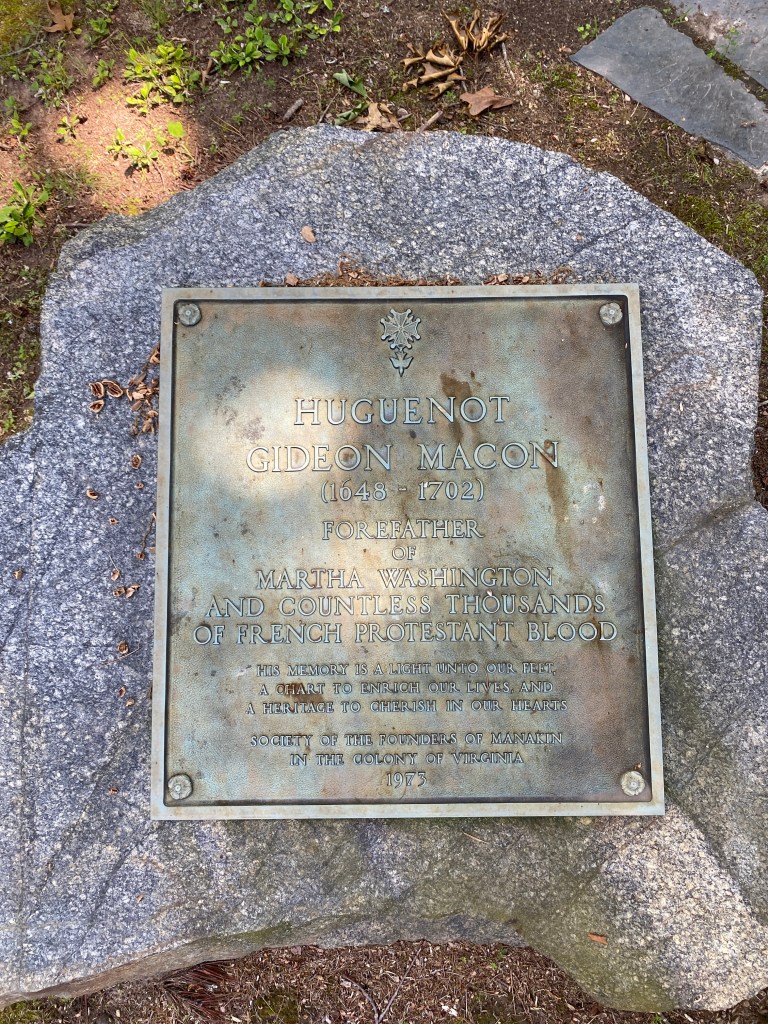 HUGUENOT
GIDEON MACON
(1648 - 1702)
FOREFATHER
OF
MARTHA WASHINGTON
AND COUNTLESS THOUSANDS
OF FRENCH PROTESTANT BLOOD
HIS MEMORY IS A LIGHT UNTO OUR FEET,
A CHART TO ENRICH OUR LIVES, AND
A HERITAGE TO CHERISH IN OUR HEARTS
SOCIETY OF THE FOUNDERS OF MANAKIN
IN THE COLONY OF VIRGINIA
1973